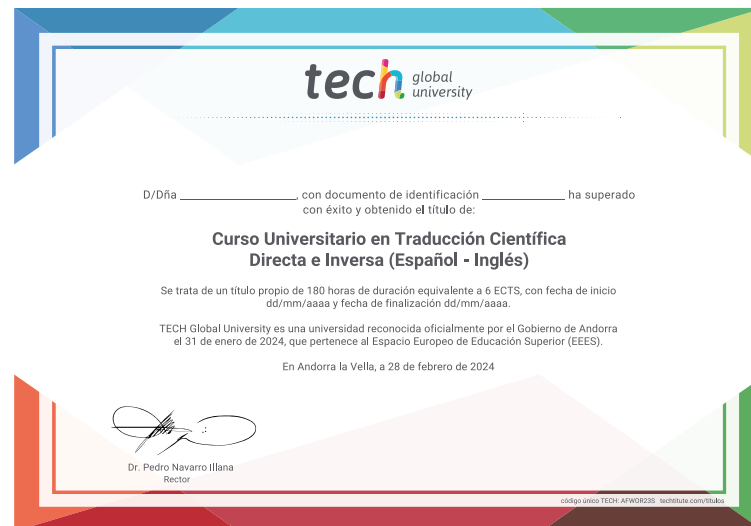 tech global university
D/Dña ____________________, con documento de identificación ______________ ha superado
con éxito y obtenido el título de:
Curso Universitario en Traducción Científica
Directa e Inversa (Español - Inglés)
Se trata de un título propio de 180 horas de duración equivalente a 6 ECTS, con fecha de inicio
dd/mm/aaaa y fecha de finalización dd/mm/aaaa.
TECH Global University es una universidad reconocida oficialmente por el Gobierno de Andorra
el 31 de enero de 2024, que pertenece al Espacio Europeo de Educación Superior (EEES).
En Andorra la Vella, a 28 de febrero de 2024
Dr. Pedro Navarro Illana
Rector
código único TECH: AFWOR23S techtitute.com/titulos